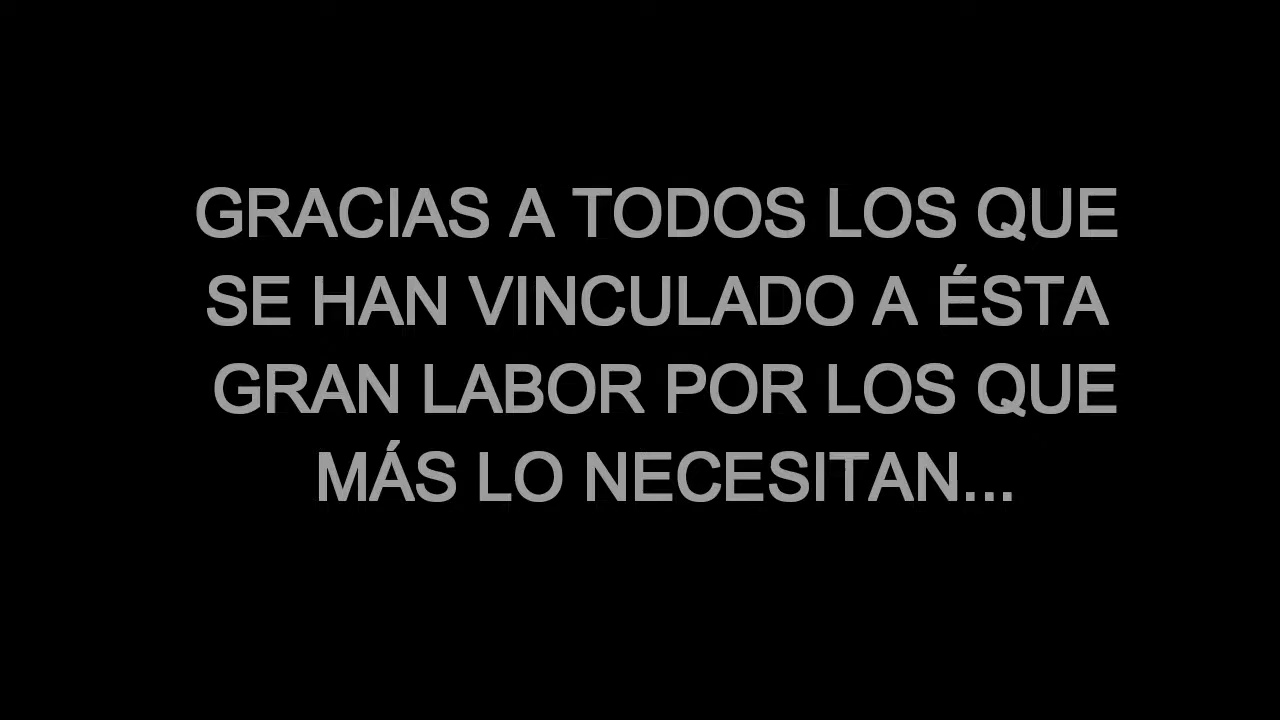 GRACIAS A TODOS LOS QUE
SE HAN VINCULADO A ÉSTA
GRAN LABOR POR LOS QUE
MÁS LO NECESITAN...